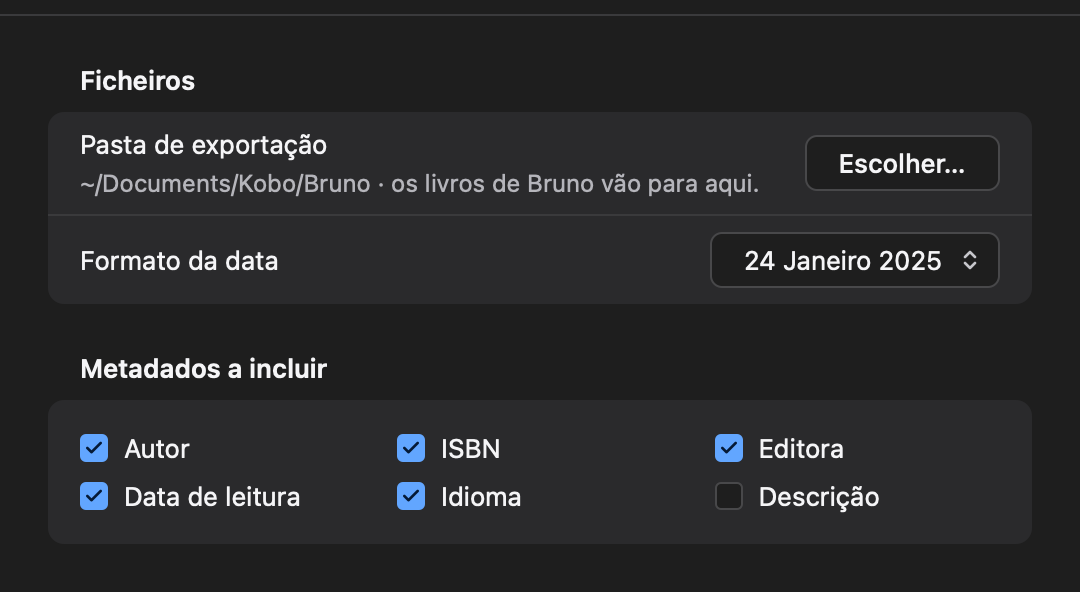 Ficheiros
Pasta de exportação
~/Documents/Kobo/Bruno · os livros de Bruno vão para aqui.
Escolher...
Formato da data
24 Janeiro 2025
Metadados a incluir
Autor
ISBN
Editora
Data de leitura
Idioma
Descrição